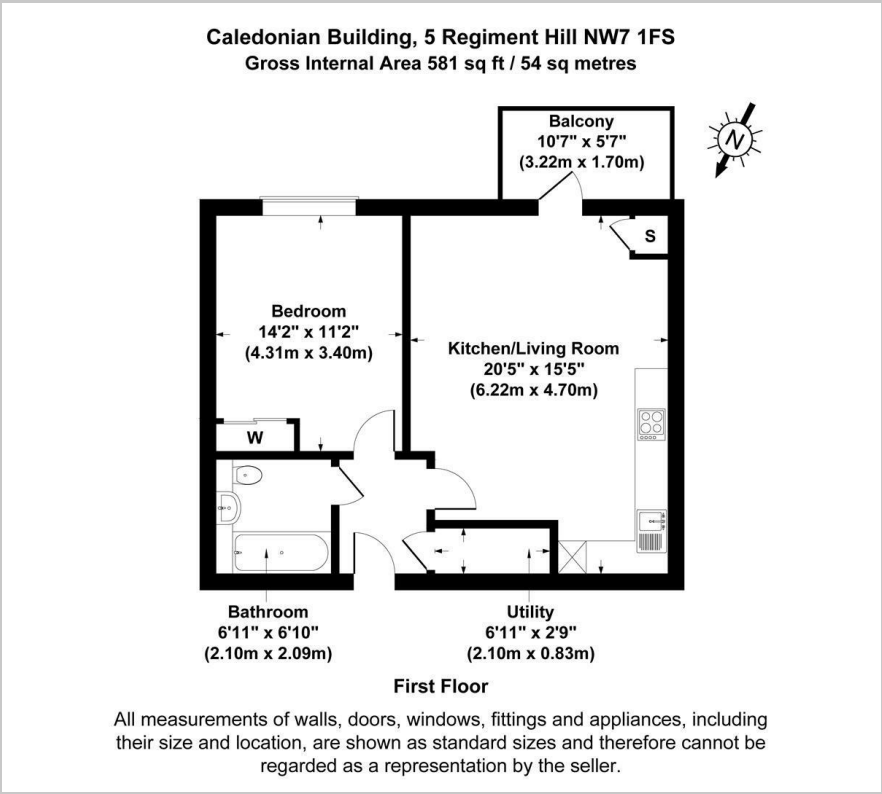 Caledonian Building, 5 Regiment Hill NW7 1FS
Gross Internal Area 581 sq ft / 54 sq metres
Balcony
10'7" x 5'7"
(3.22m x 1.70m)
N
S
Bedroom
14'2" x 11'2"
(4.31m x 3.40m)
Kitchen/Living Room
20'5" x 15'5"
(6.22m x 4.70m)
W
Bathroom
6'11" x 6'10"
(2.10m x 2.09m)
Utility
6'11" x 2'9"
(2.10m x 0.83m)
First Floor
All measurements of walls, doors, windows, fittings and appliances, including
their size and location, are shown as standard sizes and therefore cannot be
regarded as a representation by the seller.